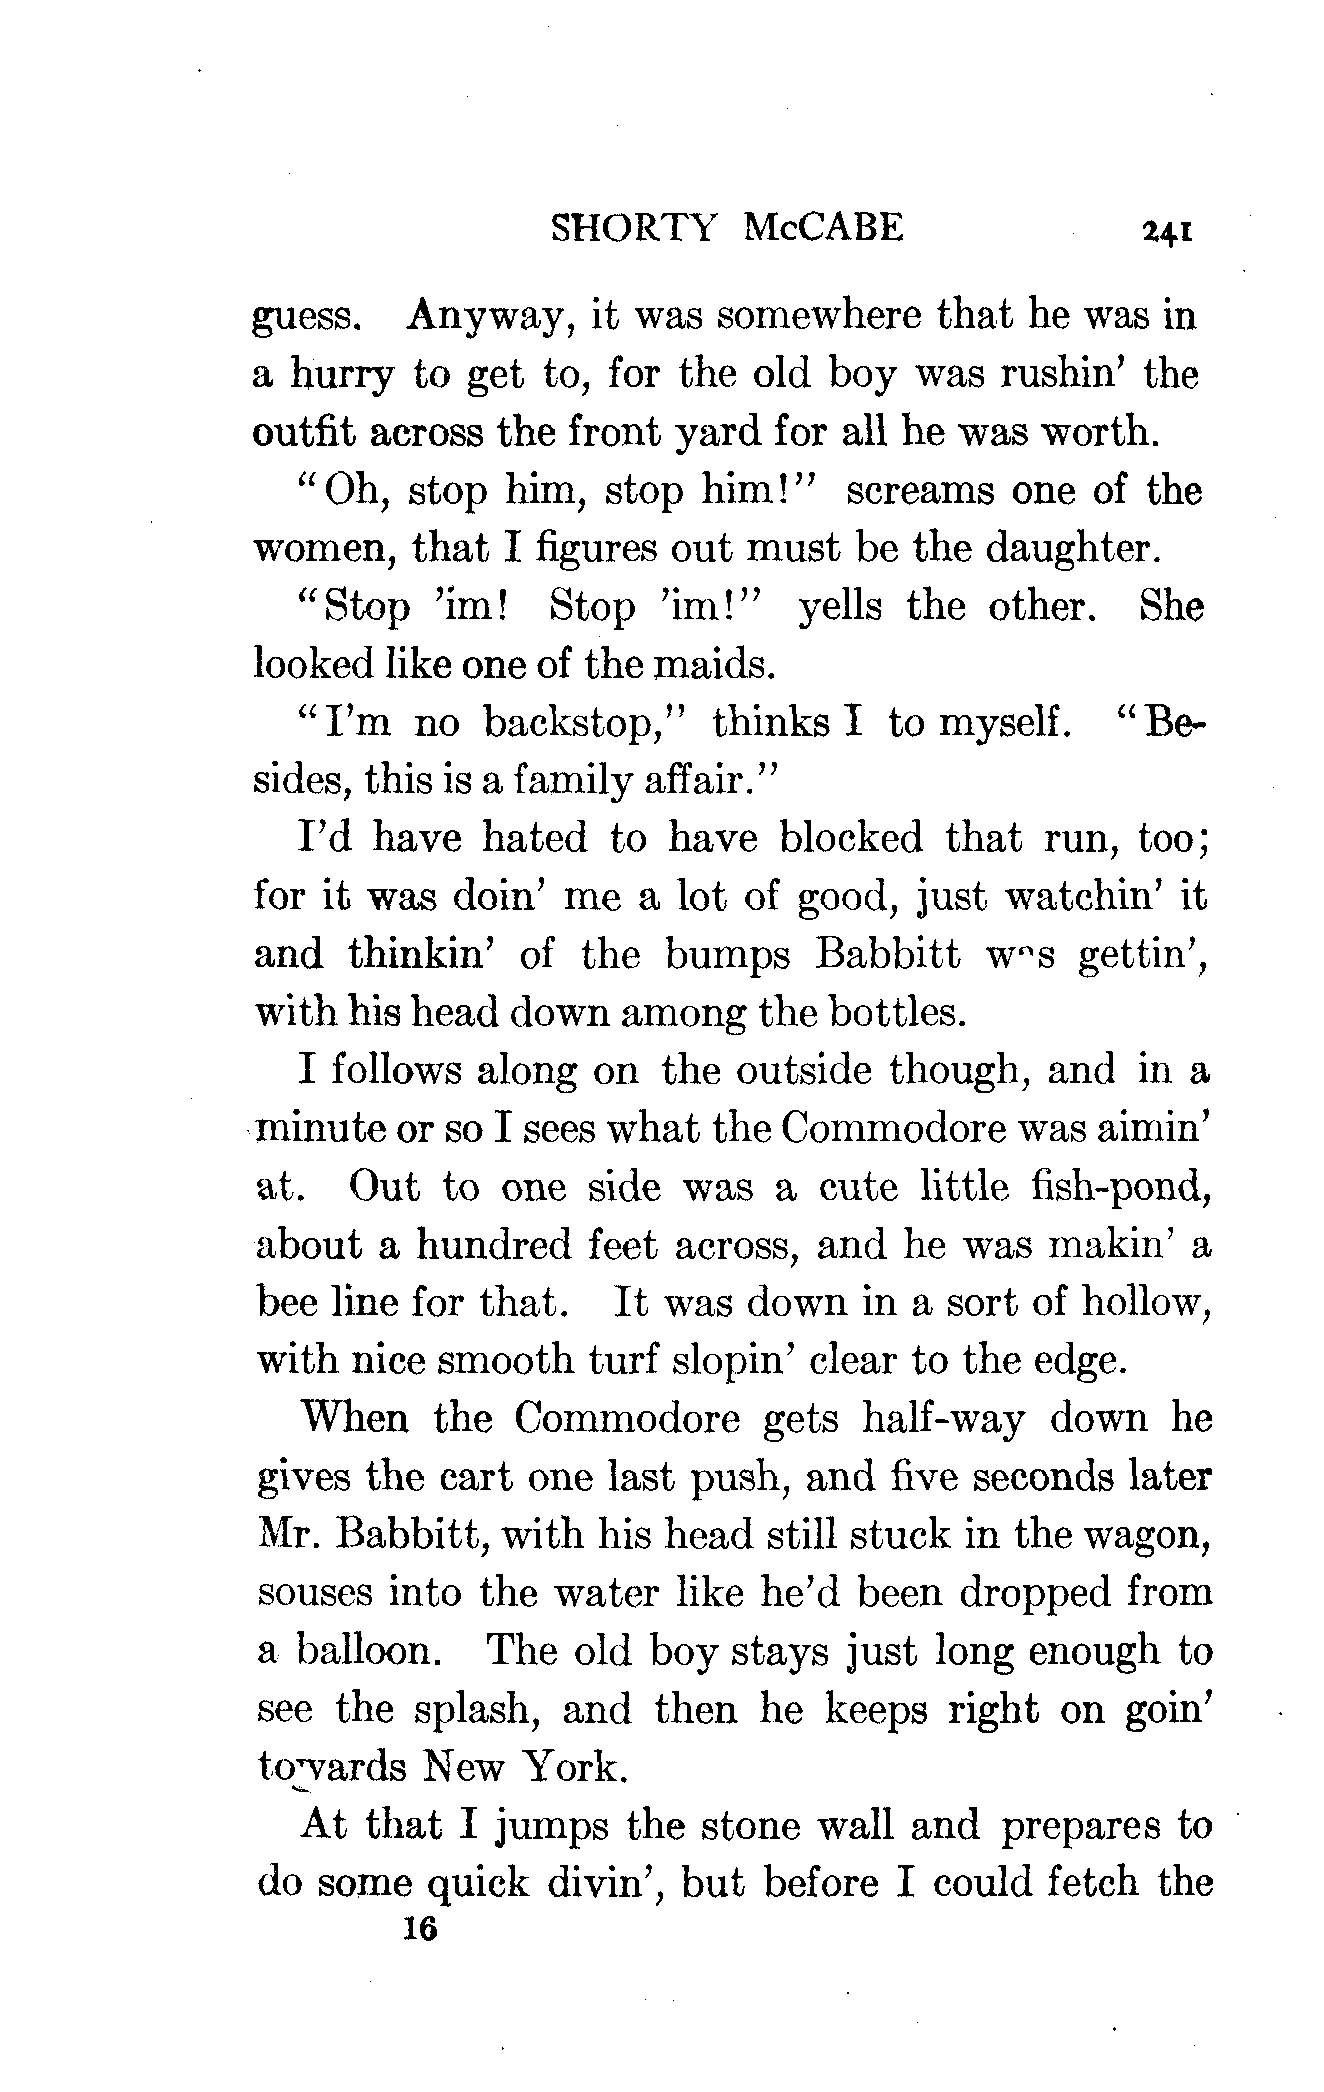 SHORTY McCABE 241
guess. Anyway, it was somewhere that he was in
a hurry to get to, for the old boy was rushin' the
outfit across the front yard for all he was worth.
"Oh, stop him, stop him!" screams one of the
women, that I figures out must be the daughter.
"Stop 'im! Stop 'im!" yells the other. She
looked like one of the maids.
"I'm no backstop," thinks I to myself. "Be-
sides, this is a family affair."
I'd have hated to have blocked that run, too;
for it was doin' me a lot of good, just watchin' it
and thinkin' of the bumps Babbitt was gettin',
with his head down among the bottles.
I follows along on the outside though, and in a
minute or so I sees what the Commodore was aimin'
at. Out to one side was a cute little fish-pond,
about a hundred feet across, and he was makin' a
bee line for that. It was down in a sort of hollow,
with nice smooth turf slopin' clear to the edge.
When the Commodore gets half-way down he
gives the cart one last push, and five seconds later
Mr. Babbitt, with his head still stuck in the wagon,
souses into the water like he'd been dropped from
a balloon. The old boy stays just long enough to
see the splash, and then he keeps right on goin'
towards New York.
At that I jumps the stone wall and prepares to
do some quick divin', but before I could fetch the
16